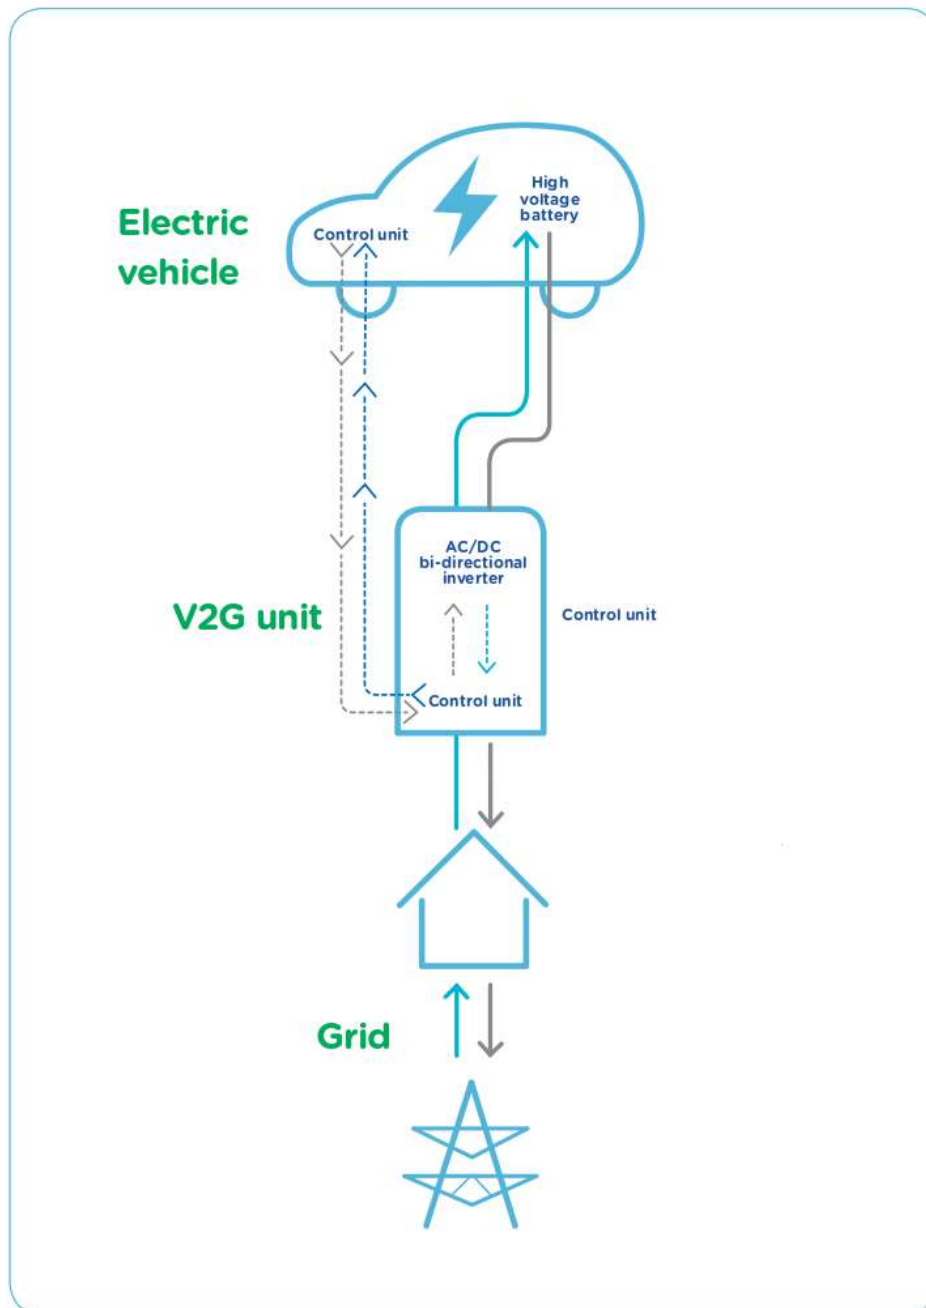 High
voltage
battery
Electric
vehicle
Control unit
AC/DC
bi-directional
inverter
V2G unit
Control unit
Control unit
Grid